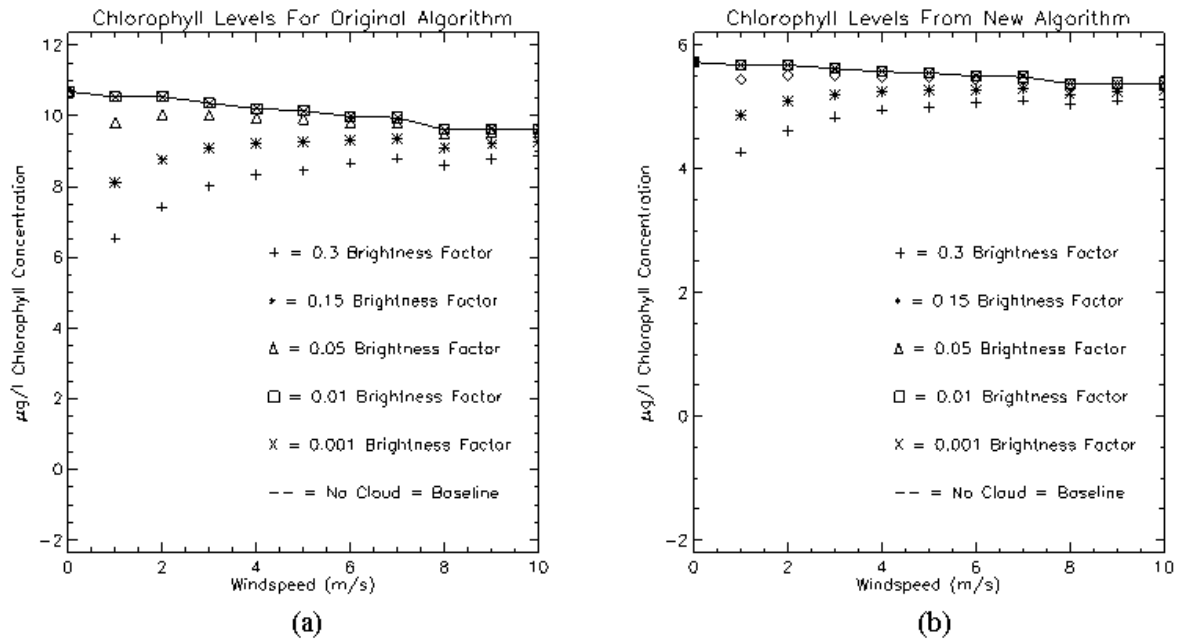 Chlorophyll Levels For Original Algorithm
12
10
8
6
4
2
0
-2
μg/l Chlorophyll Concentration
+ = 0.3 Brightness Factor
* = 0.15 Brightness Factor
△ = 0.05 Brightness Factor
□ = 0.01 Brightness Factor
X = 0.001 Brightness Factor
-- = No Cloud = Baseline
0 2 4 6 8 10
Windspeed (m/s)
(a)
Chlorophyll Levels From New Algorithm
6
4
2
0
-2
μg/l Chlorophyll Concentration
+ = 0.3 Brightness Factor
* = 0.15 Brightness Factor
△ = 0.05 Brightness Factor
□ = 0.01 Brightness Factor
X = 0.001 Brightness Factor
-- = No Cloud = Baseline
0 2 4 6 8 10
Windspeed (m/s)
(b)